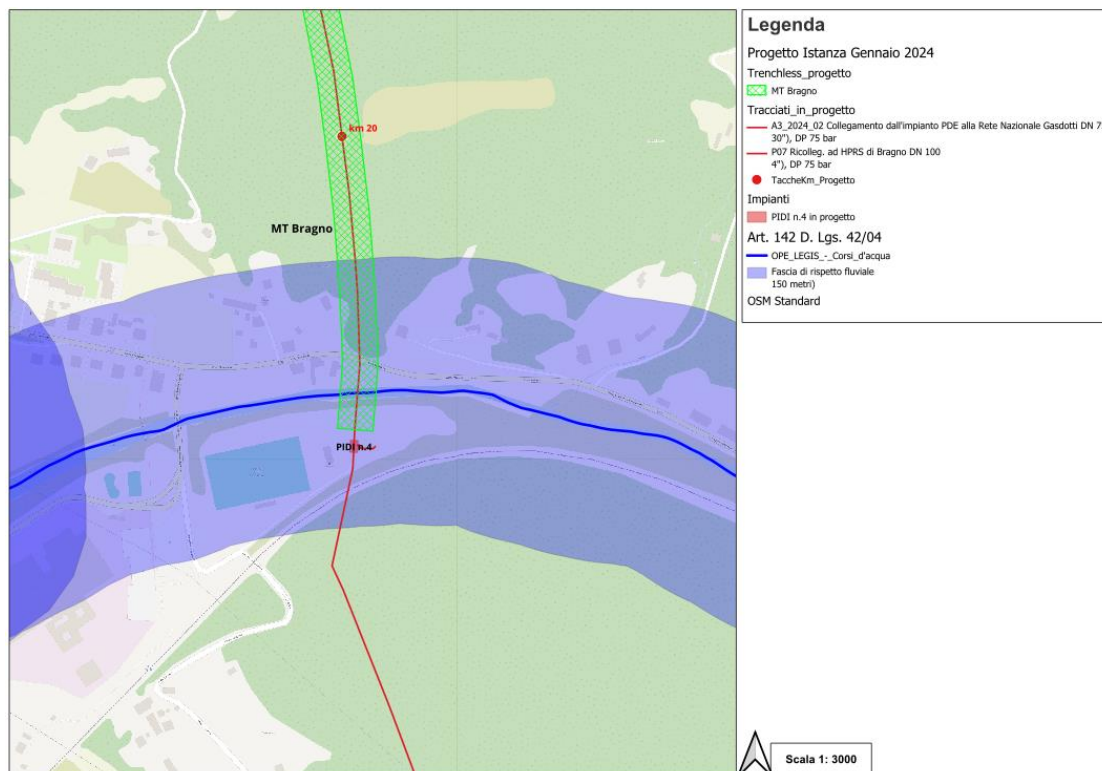 km 20
MT Bragno
PIDI n.4
Legenda
Progetto Istanza Gennaio 2024
Trenchless_progetto
MT Bragno
Tracciati_in_progetto
A3_2024_02 Collegamento dall'impianto PDE alla Rete Nazionale Gasdotti DN 7
30"), DP 75 bar
P07 Ricolleg. ad HPRS di Bragno DN 100
4"), DP 75 bar
TaccheKm_Progetto
Impianti
PIDI n.4 in progetto
Art. 142 D. Lgs. 42/04
OPE_LEGIS_-_Corsi_d'acqua
Fascia di rispetto fluviale
150 metri)
OSM Standard
Scala 1: 3000